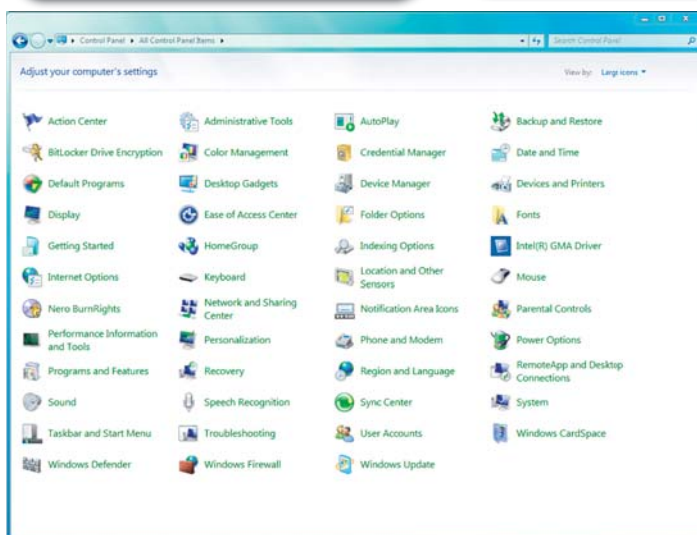 Control Panel ▸ All Control Panel Items ▸
Search Control Panel
Adjust your computer's settings
View by: Large icons
Action Center
Administrative Tools
AutoPlay
Backup and Restore
BitLocker Drive Encryption
Color Management
Credential Manager
Date and Time
Default Programs
Desktop Gadgets
Device Manager
Devices and Printers
Display
Ease of Access Center
Folder Options
Fonts
Getting Started
HomeGroup
Indexing Options
Intel(R) GMA Driver
Internet Options
Keyboard
Location and Other
Sensors
Mouse
Nero BurnRights
Network and Sharing
Center
Notification Area Icons
Parental Controls
Performance Information
and Tools
Personalization
Phone and Modem
Power Options
Programs and Features
Recovery
Region and Language
RemoteApp and Desktop
Connections
Sound
Speech Recognition
Sync Center
System
Taskbar and Start Menu
Troubleshooting
User Accounts
Windows CardSpace
Windows Defender
Windows Firewall
Windows Update